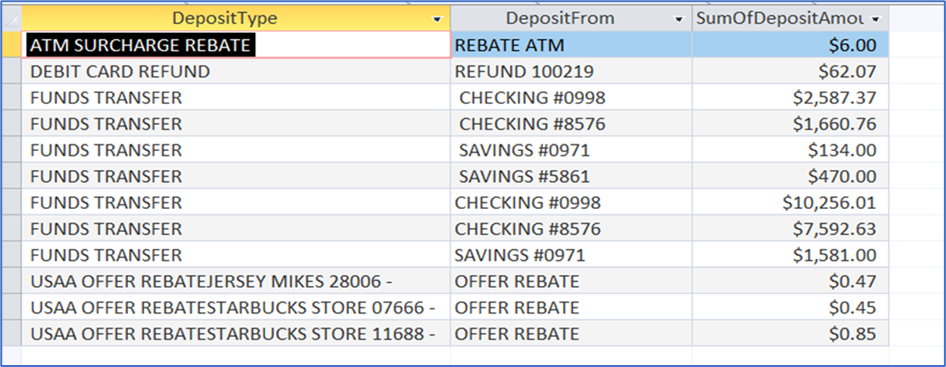 DepositType DepositFrom SumOfDepositAmou
ATM SURCHARGE REBATE REBATE ATM $6.00
DEBIT CARD REFUND REFUND 100219 $62.07
FUNDS TRANSFER CHECKING #0998 $2,587.37
FUNDS TRANSFER CHECKING #8576 $1,660.76
FUNDS TRANSFER SAVINGS #0971 $134.00
FUNDS TRANSFER SAVINGS #5861 $470.00
FUNDS TRANSFER CHECKING #0998 $10,256.01
FUNDS TRANSFER CHECKING #8576 $7,592.63
FUNDS TRANSFER SAVINGS #0971 $1,581.00
USAA OFFER REBATEJERSEY MIKES 28006 - OFFER REBATE $0.47
USAA OFFER REBATESTARBUCKS STORE 07666 - OFFER REBATE $0.45
USAA OFFER REBATESTARBUCKS STORE 11688 - OFFER REBATE $0.85